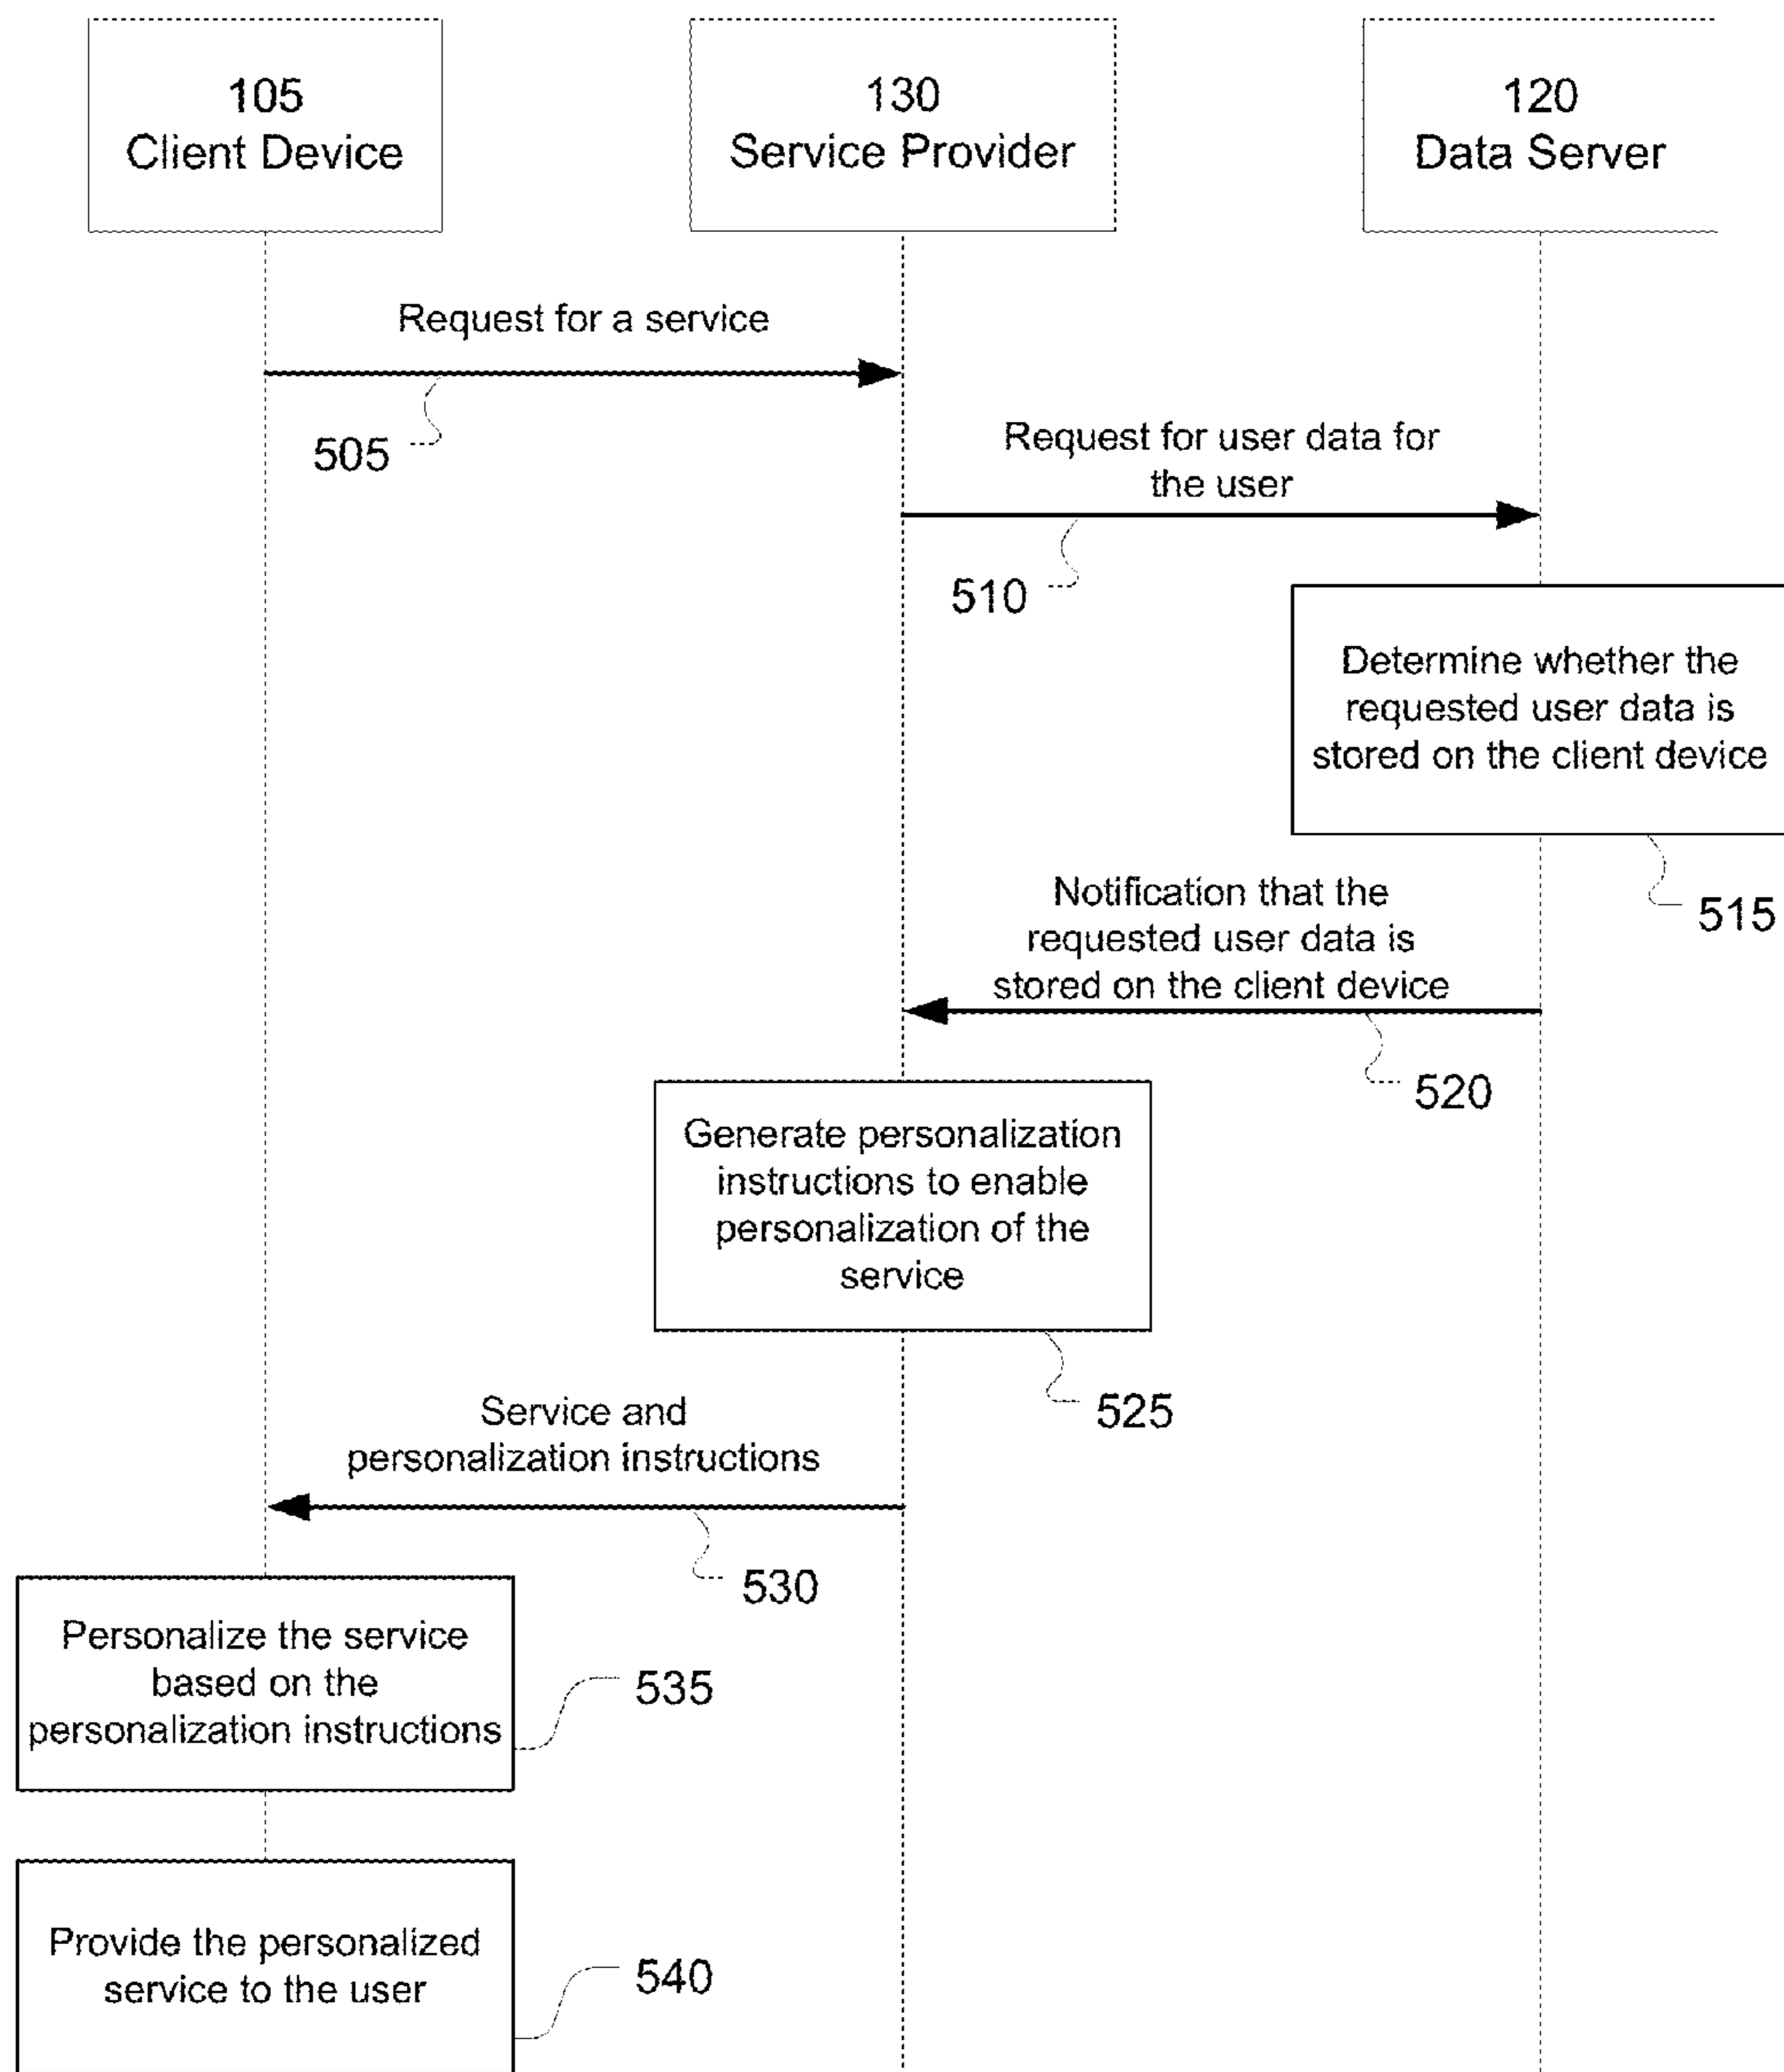 105
Client Device
130
Service Provider
120
Data Server
Request for a service
505
Request for user data for
the user
510
Determine whether the
requested user data is
stored on the client device
515
Notification that the
requested user data is
stored on the client device
520
Generate personalization
instructions to enable
personalization of the
service
525
Service and
personalization instructions
530
Personalize the service
based on the
personalization instructions
535
Provide the personalized
service to the user
540